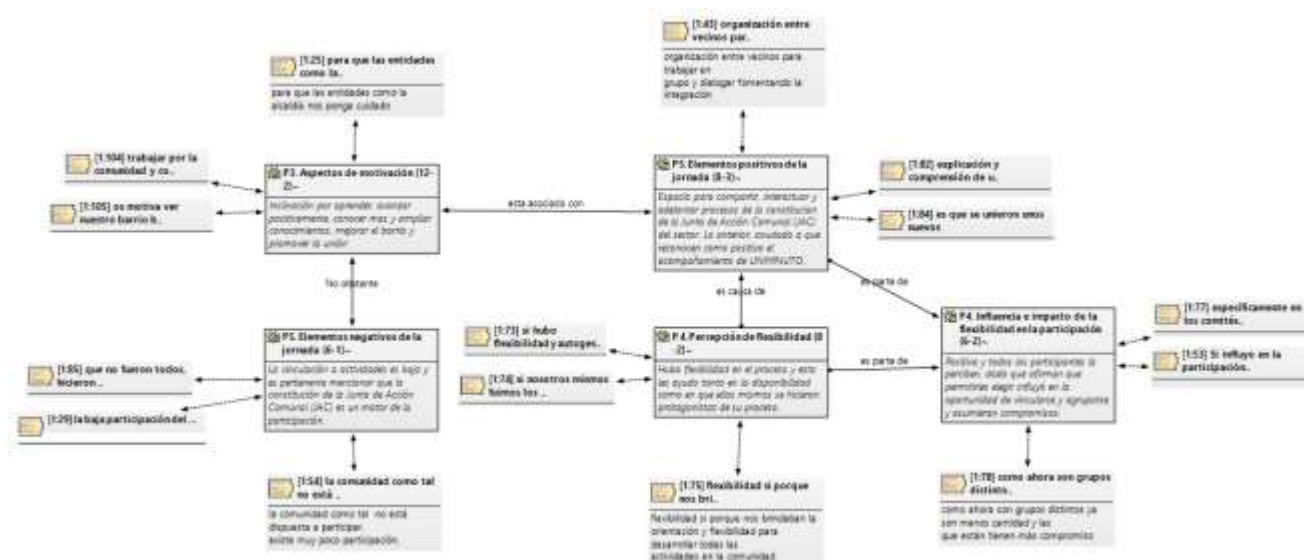 [1:43] organización entre
vecinos par..
organización entre vecinos para
trabajar en
grupo y dialogar fomentando la
integración
[1:25] para que las entidades
como la..
para que las entidades como la
alcaldía nos ponga cuidado
[1:104] trabajar por la
comunidad y co..
[1:105] os motiva ver
nuestro barrio b..
P3. Aspectos de motivación (12-
2)~
Inclinación por aprender, avanzar
positivamente, conocer mas y ampliar
conocimientos, mejorar el barrio y
promover la unión.
esta asociado con
P5. Elementos positivos de la
jornada (8-3)~
Espacio para compartir, interactuar y
adelantar procesos de la constitución
de la Junta de Acción Comunal (JAC)
del sector. Lo anterior, aunado a que
reconocen como positivo el
acompañamiento de UNIMINUTO.
[1:82] explicación y
comprensión de u..
[1:84] es que se unieron unos
nuevos
No obstante
es causa de
es parte de
P5. Elementos negativos de la
jornada (6-1)~
La vinculación a actividades es baja y
es pertinente mencionar que la
constitución de la Junta de Acción
Comunal (JAC) es un motor de la
participación.
[1:85] que no fueron todos,
hicieron...
[1:29] la baja participación del ...
[1:54] la comunidad como tal
no está ..
la comunidad como tal no está
dispuesta a participar
existe muy poco participación.
[1:73] si hubo
flexibilidad y autoges..
[1:74] si nosotros mismos
fuimos los ..
P4. Percepción de flexibilidad (8
-2)~
Hubo flexibilidad en el proceso y esto
les ayudo tanto en la disponibilidad
como en que ellos mismos se hicieran
protagonistas de su proceso.
es parte de
P4. Influencia e impacto de la
flexibilidad en la participación
(6-2)~
Positiva y todos los participantes la
perciben, dado que afirman que
permitirles elegir influyó en la
oportunidad de vincularse y agruparse
y asumieron compromisos.
[1:77] específicamente en
los comités..
[1:53] Si influyo en la
participación..
[1:75] flexibilidad si porque
nos bri..
flexibilidad si porque nos brindaban la
orientación y flexibilidad para
desarrollar todas las
actividades en la comunidad
[1:78] como ahora son grupos
distinto..
como ahora son grupos distintos ya
son menos cantidad y los
que están tienen más compromiso